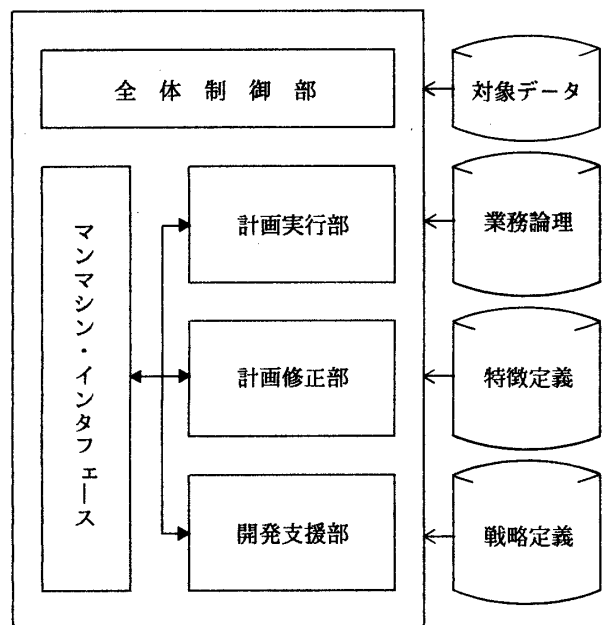 全体制御部
対象データ
マンマシン・インタフェース
計画実行部
業務論理
計画修正部
特徴定義
開発支援部
戦略定義